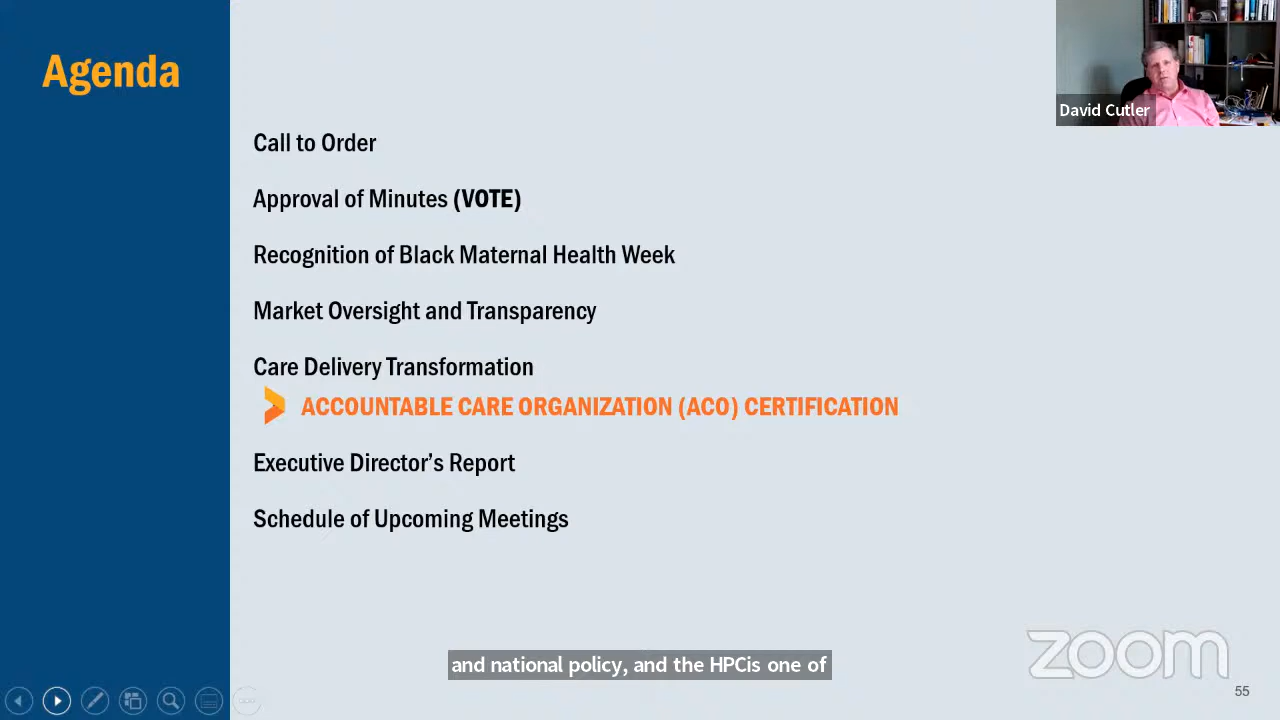 Agenda
David Cutler
Call to Order
Approval of Minutes (VOTE)
Recognition of Black Maternal Health Week
Market Oversight and Transparency
Care Delivery Transformation
ACCOUNTABLE CARE ORGANIZATION (ACO) CERTIFICATION
Executive Director's Report
Schedule of Upcoming Meetings
and national policy, and the HPCis one of
zoom
55